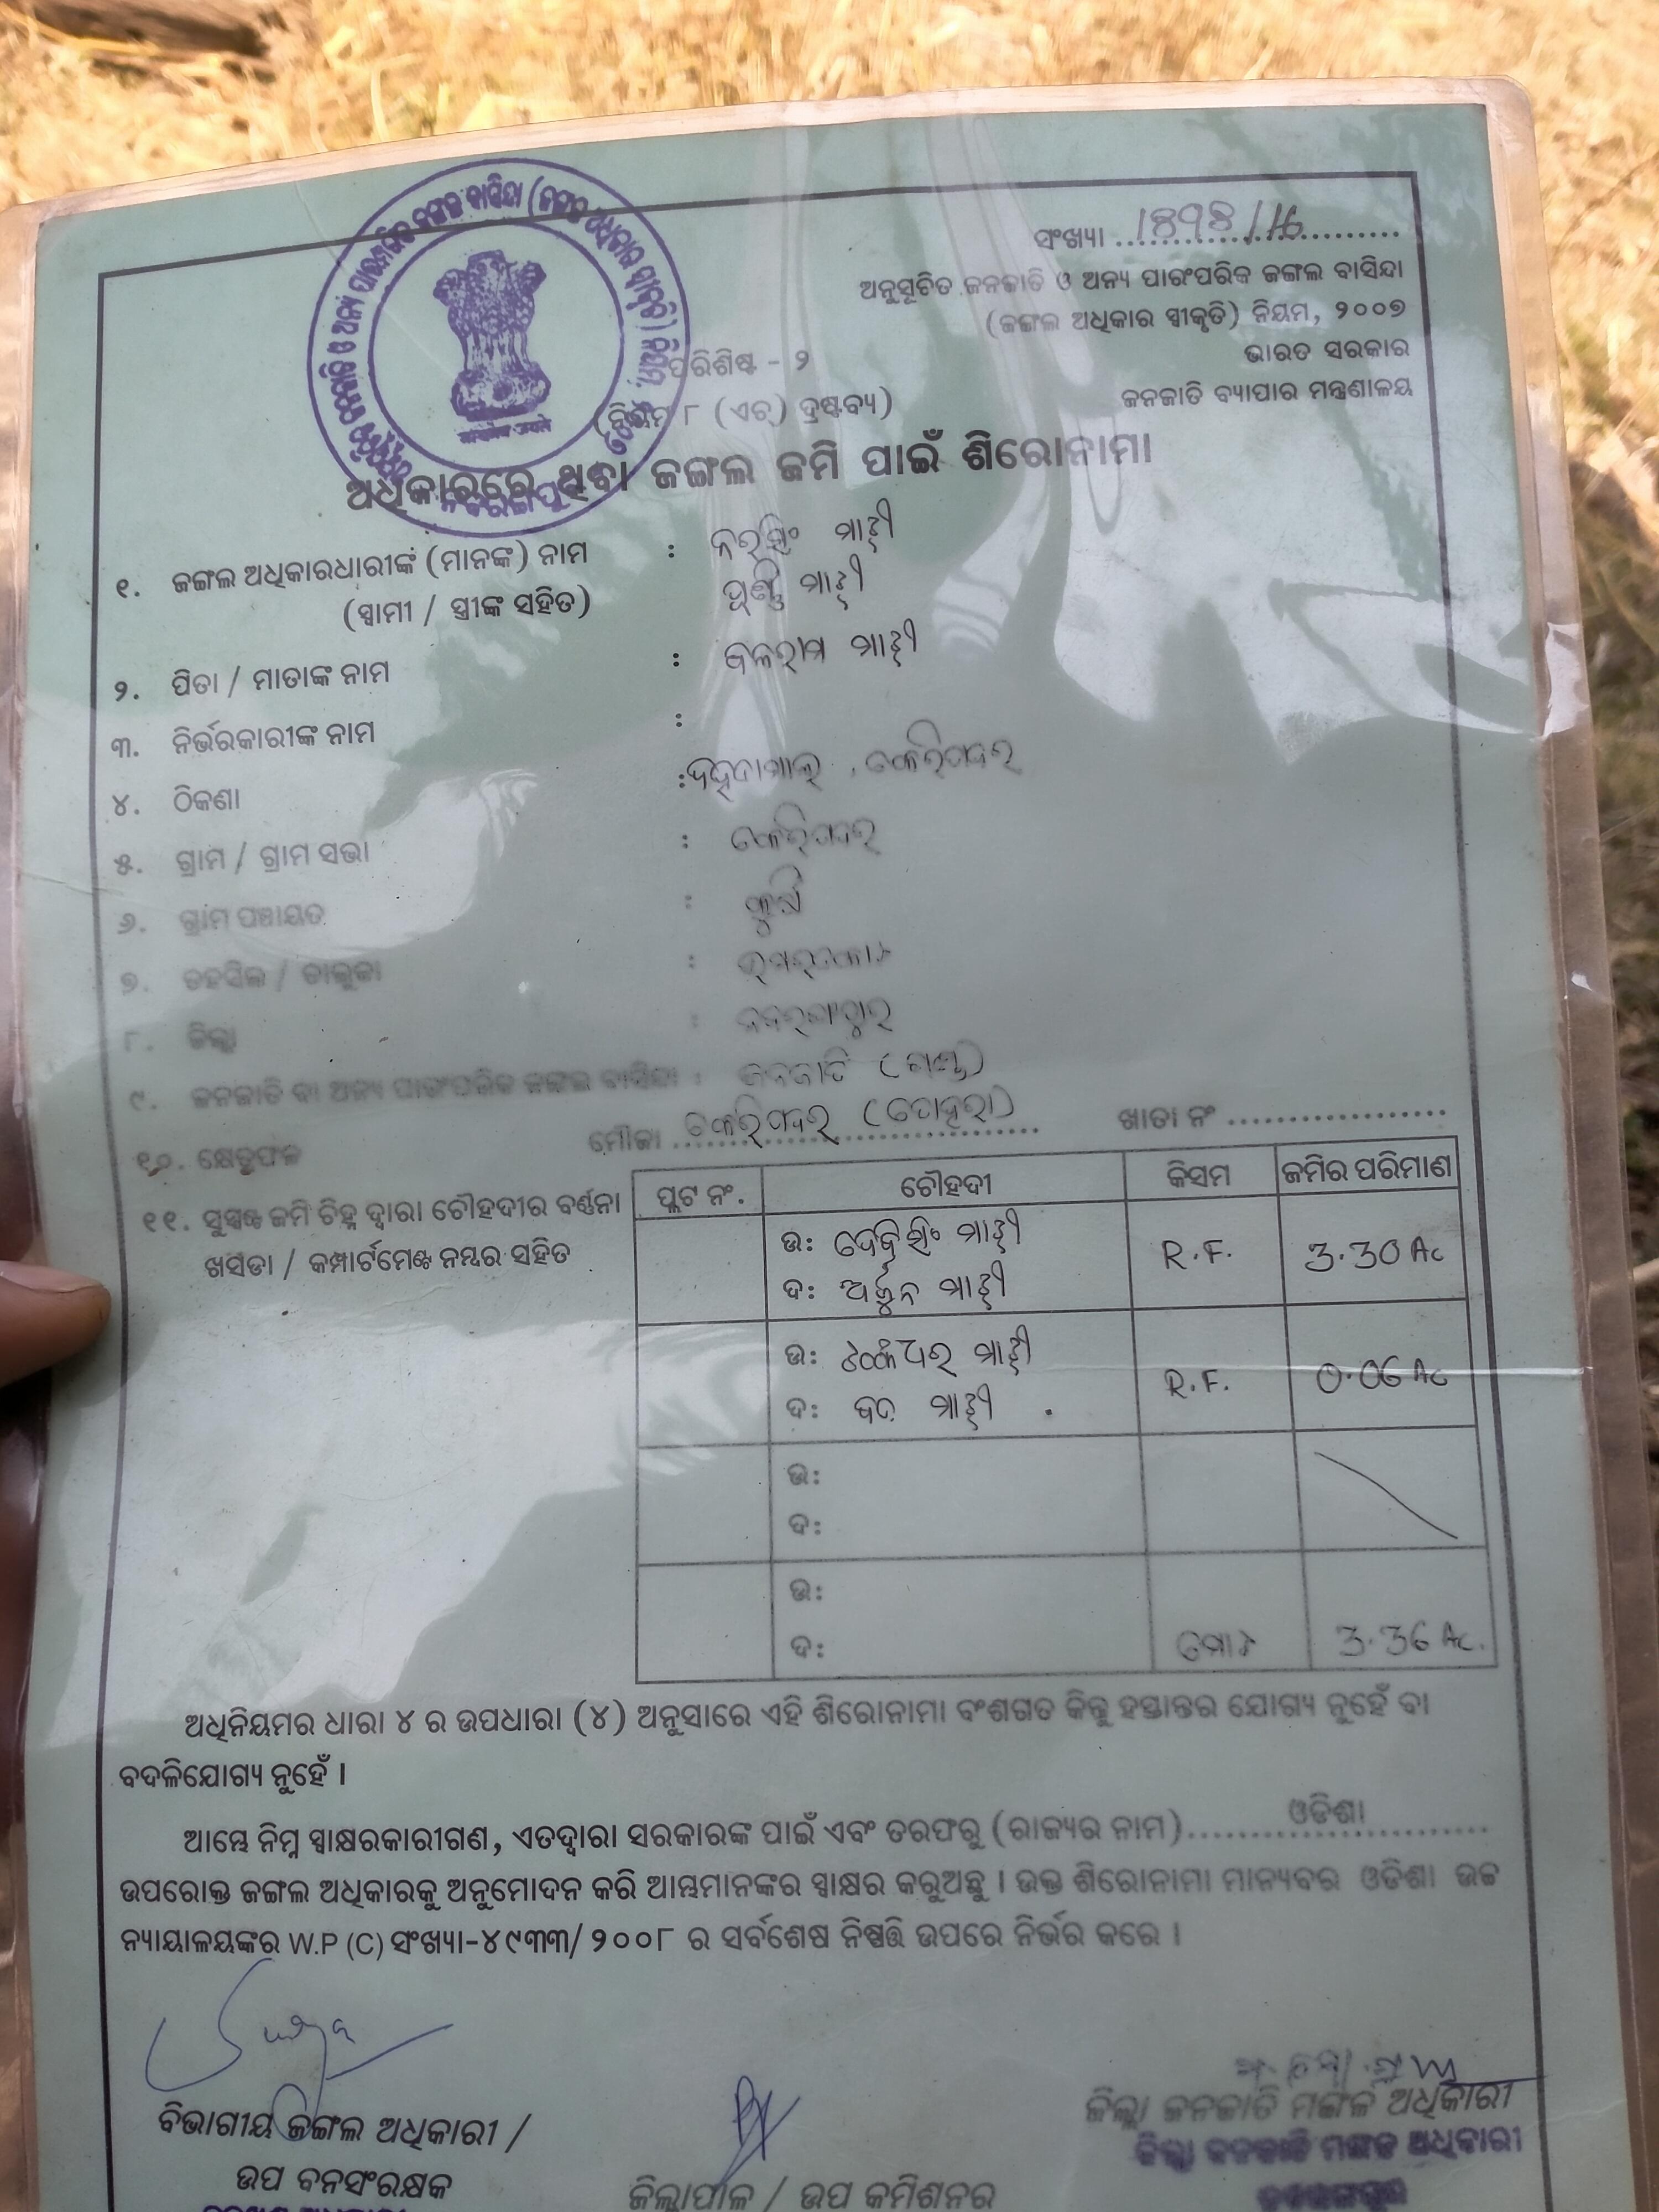 ସଂଖ୍ୟା ........................
ଅନୁସୂଚିତ ଜନଜାତି ଓ ଅନ୍ୟ ପାରଂପରିକ ଜଙ୍ଗଲ ବାସିନ୍ଦା
(ଜଙ୍ଗଲ ଅଧିକାର ସ୍ୱୀକୃତି) ନିୟମ, ୨୦୦୭
ଭାରତ ସରକାର
ଜନଜାତି ବ୍ୟାପାର ମନ୍ତ୍ରଣାଳୟ
ପରିଶିଷ୍ଟ - ୨
(ନିୟମ ୮ (ଏଚ୍) ଦ୍ରଷ୍ଟବ୍ୟ)
ଅଧିକାରରେ ଥିବା ଜଙ୍ଗଲ ଜମି ପାଇଁ ଶିରୋନାମା
୧. ଜଙ୍ଗଲ ଅଧିକାରଧାରୀଙ୍କ (ମାନଙ୍କ) ନାମ : ନରସିଂ ମାଝୀ
(ସ୍ୱାମୀ / ସ୍ତ୍ରୀଙ୍କ ସହିତ) ମାଝୀ
୨. ପିତା / ମାତାଙ୍କ ନାମ : ବଳରାମ ମାଝୀ
୩. ନିର୍ଭରକାରୀଙ୍କ ନାମ :
୪. ଠିକଣା :
୫. ଗ୍ରାମ / ଗ୍ରାମ ସଭା :
୬. ଗ୍ରାମ ପଞ୍ଚାୟତ :
୭. ତହସିଲ / ତାଲୁକା :
୮. ଜିଲ୍ଲା : ନବରଙ୍ଗପୁର
୯. ଜନଜାତି ବା ଅନ୍ୟ ପାରଂପରିକ ଜଙ୍ଗଲ ବାସିନ୍ଦା : ଜନଜାତି (ଗଣ୍ଡ)
୧୦. କ୍ଷେତ୍ରଫଳ ମୌଜା ........................ ଖାତା ନଂ ....................
୧୧. ସୁସ୍ପଷ୍ଟ ଜମି ଚିହ୍ନ ଦ୍ୱାରା ଚୌହଦୀର ବର୍ଣ୍ଣନା
ଖସଡା / କମ୍ପାର୍ଟମେଣ୍ଟ ନମ୍ବର ସହିତ
ପ୍ଲଟ ନଂ. ଚୌହଦୀ କିସମ ଜମିର ପରିମାଣ
ଉ: ଦେବିସିଂ ମାଝୀ R.F. 3.30 Ac
ଦ: ଅର୍ଜୁନ ମାଝୀ
ଉ: ମାଝୀ R.F. 0.06 Ac
ଦ: ମାଝୀ
ଉ:
ଦ:
ଉ:
ଦ: ମୋଟ 3.36 Ac.
ଅଧିନିୟମର ଧାରା ୪ ର ଉପଧାରା (୪) ଅନୁସାରେ ଏହି ଶିରୋନାମା ବଂଶଗତ କିନ୍ତୁ ହସ୍ତାନ୍ତର ଯୋଗ୍ୟ ନୁହେଁ ବା
ବଦଳିଯୋଗ୍ୟ ନୁହେଁ ।
ଆମ୍ଭେ ନିମ୍ନ ସ୍ୱାକ୍ଷରକାରୀଗଣ, ଏତଦ୍ୱାରା ସରକାରଙ୍କ ପାଇଁ ଏବଂ ତରଫରୁ (ରାଜ୍ୟର ନାମ) ........ ଓଡିଶା ........
ଉପରୋକ୍ତ ଜଙ୍ଗଲ ଅଧିକାରକୁ ଅନୁମୋଦନ କରି ଆମ୍ଭମାନଙ୍କର ସ୍ୱାକ୍ଷର କରୁଅଛୁ । ଉକ୍ତ ଶିରୋନାମା ମାନ୍ୟବର ଓଡିଶା ଉଚ୍ଚ
ନ୍ୟାୟାଳୟଙ୍କର W.P (C) ସଂଖ୍ୟା-୪୯୩୩/୨୦୦୮ ର ସର୍ବଶେଷ ନିଷ୍ପତ୍ତି ଉପରେ ନିର୍ଭର କରେ ।
ବିଭାଗୀୟ ଜଙ୍ଗଲ ଅଧିକାରୀ /
ଉପ ବନସଂରକ୍ଷକ
ଜିଲ୍ଲାପାଳ / ଉପ କମିଶନର
ଜିଲ୍ଲା ଜନଜାତି ମଙ୍ଗଳ ଅଧିକାରୀ
ଜିଲ୍ଲା ଜନଜାତି ମଙ୍ଗଳ ଅଧିକାରୀ